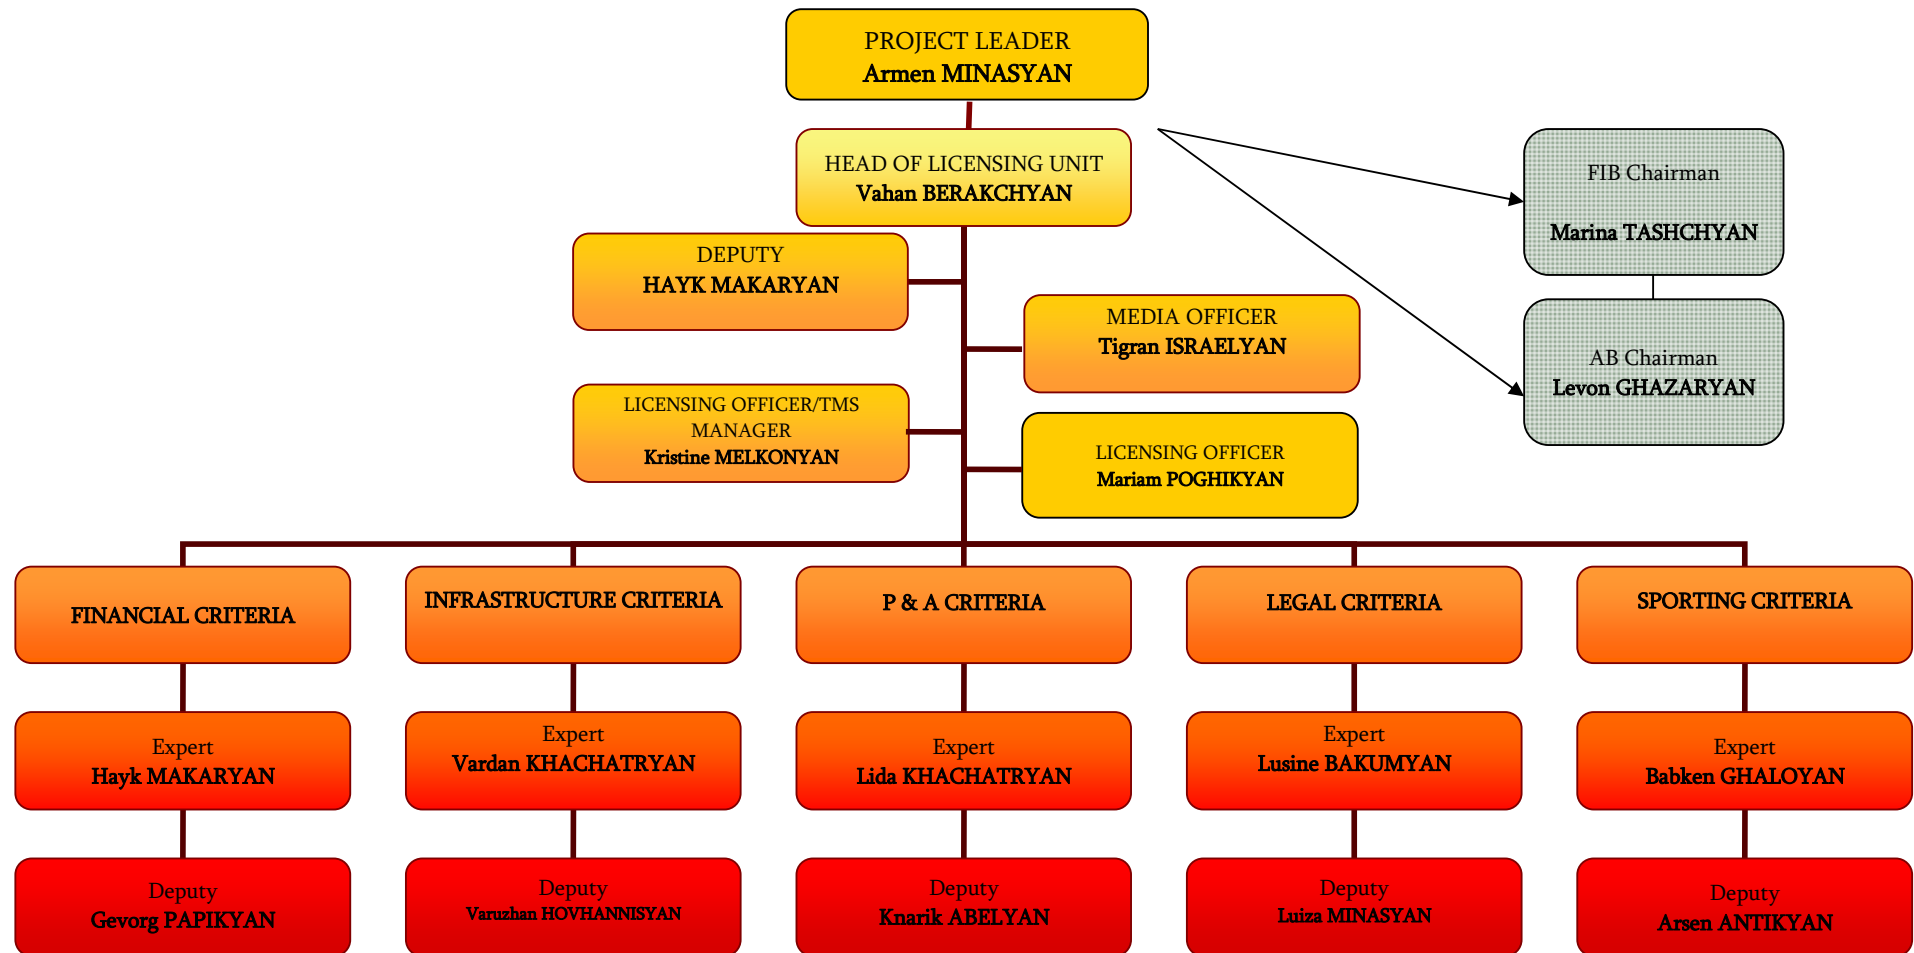 PROJECT LEADER
Armen MINASYAN
HEAD OF LICENSING UNIT
Vahan BERAKCHYAN
FIB Chairman
Marina TASHCHYAN
DEPUTY
HAYK MAKARYAN
MEDIA OFFICER
Tigran ISRAELYAN
AB Chairman
Levon GHAZARYAN
LICENSING OFFICER/TMS
MANAGER
Kristine MELKONYAN
LICENSING OFFICER
Mariam POGHIKYAN
FINANCIAL CRITERIA
INFRASTRUCTURE CRITERIA
P & A CRITERIA
LEGAL CRITERIA
SPORTING CRITERIA
Expert
Hayk MAKARYAN
Expert
Vardan KHACHATRYAN
Expert
Lida KHACHATRYAN
Expert
Lusine BAKUMYAN
Expert
Babken GHALOYAN
Deputy
Gevorg PAPIKYAN
Deputy
Varuzhan HOVHANNISYAN
Deputy
Knarik ABELYAN
Deputy
Luiza MINASYAN
Deputy
Arsen ANTIKYAN